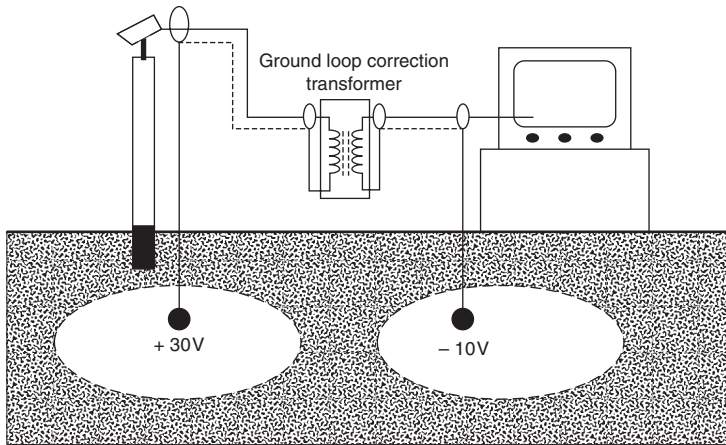 Ground loop correction
transformer
+ 30V
– 10V